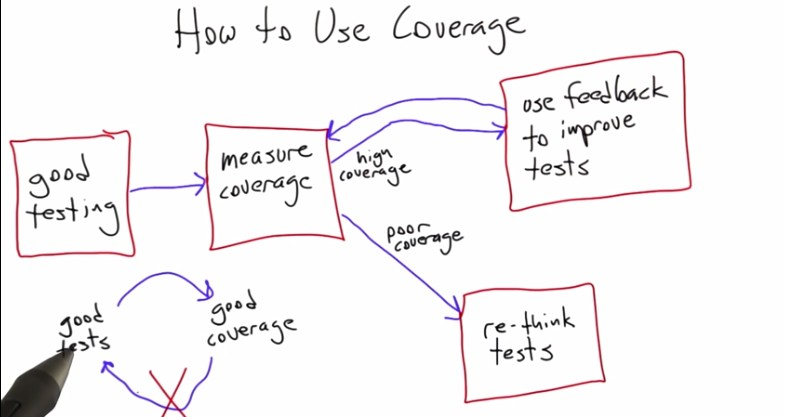 How to Use Coverage
good
testing
measure
coverage
high
coverage
use feedback
to improve
tests
poor
coverage
re-think
tests
good
tests
good
coverage